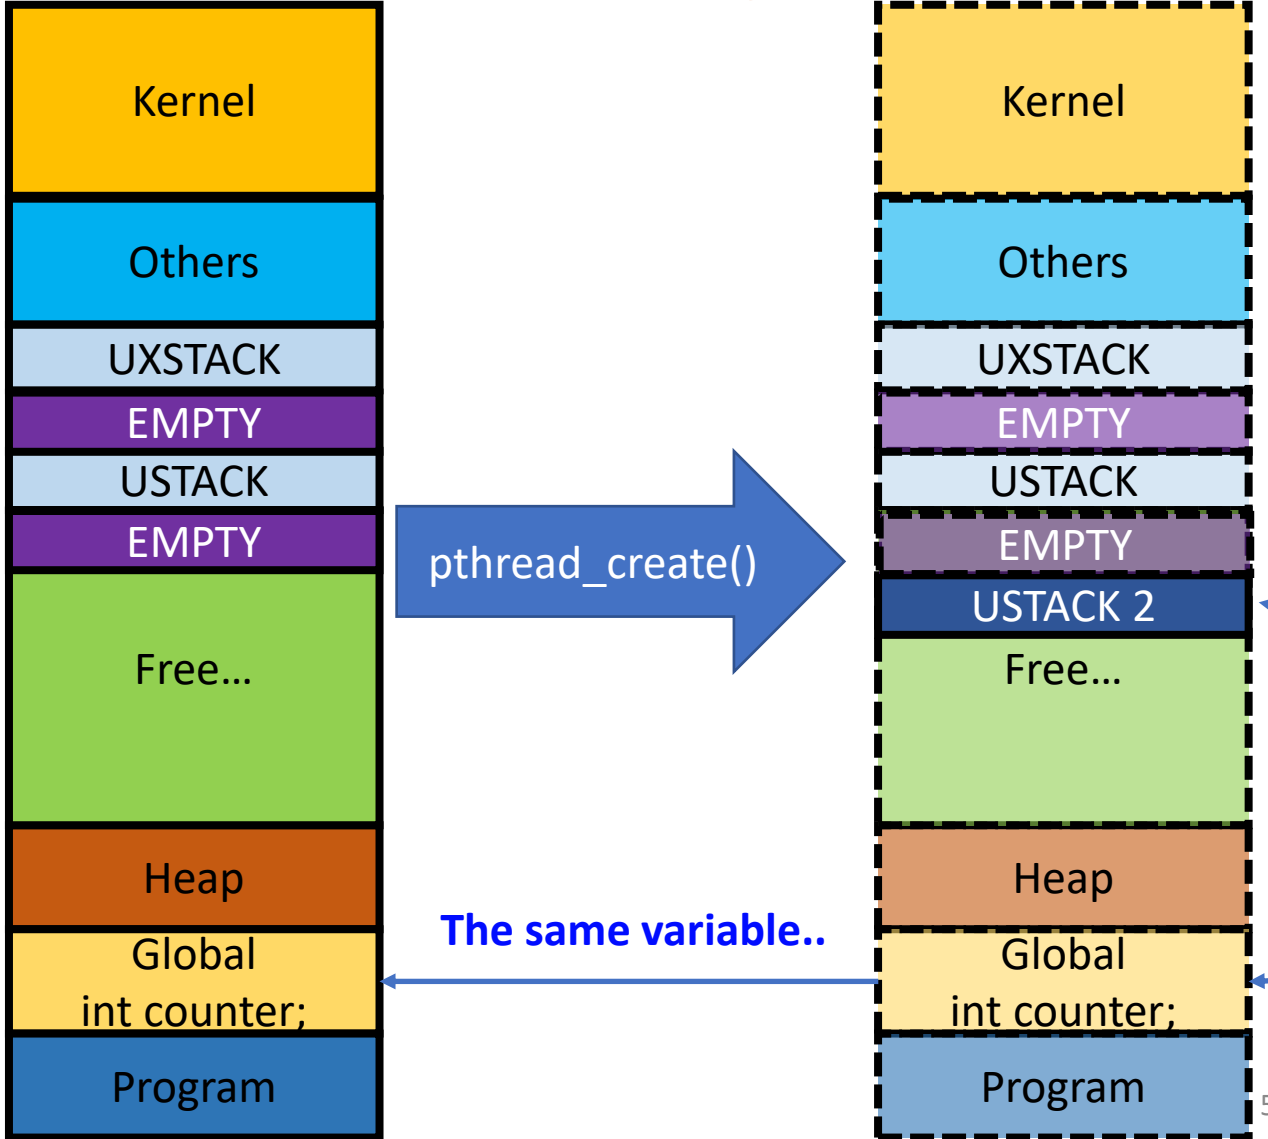 Kernel
Others
UXSTACK
EMPTY
USTACK
EMPTY
Free...
Heap
Global
int counter;
Program
pthread_create()
The same variable..
Kernel
Others
UXSTACK
EMPTY
USTACK
EMPTY
USTACK 2
Free...
Heap
Global
int counter;
Program